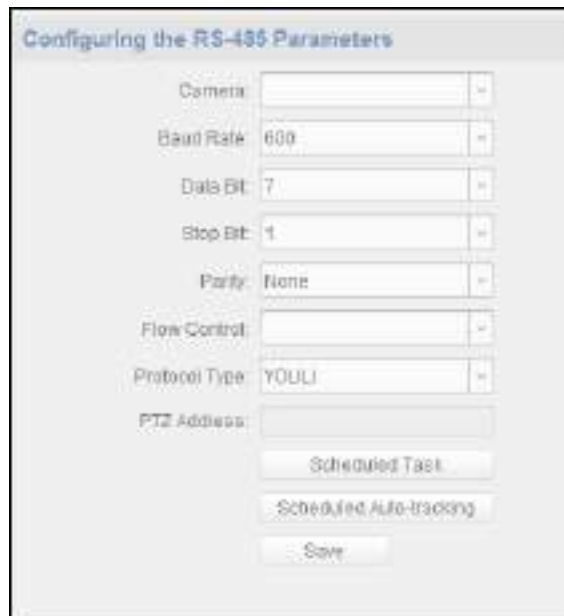 Configuring the RS-485 Parameters
Camera:
Baud Rate: 600
Data Bit: 7
Stop Bit: 1
Parity: None
Flow Control:
Protocol Type: YOULI
PTZ Address:
Scheduled Task
Scheduled Auto-tracking
Save